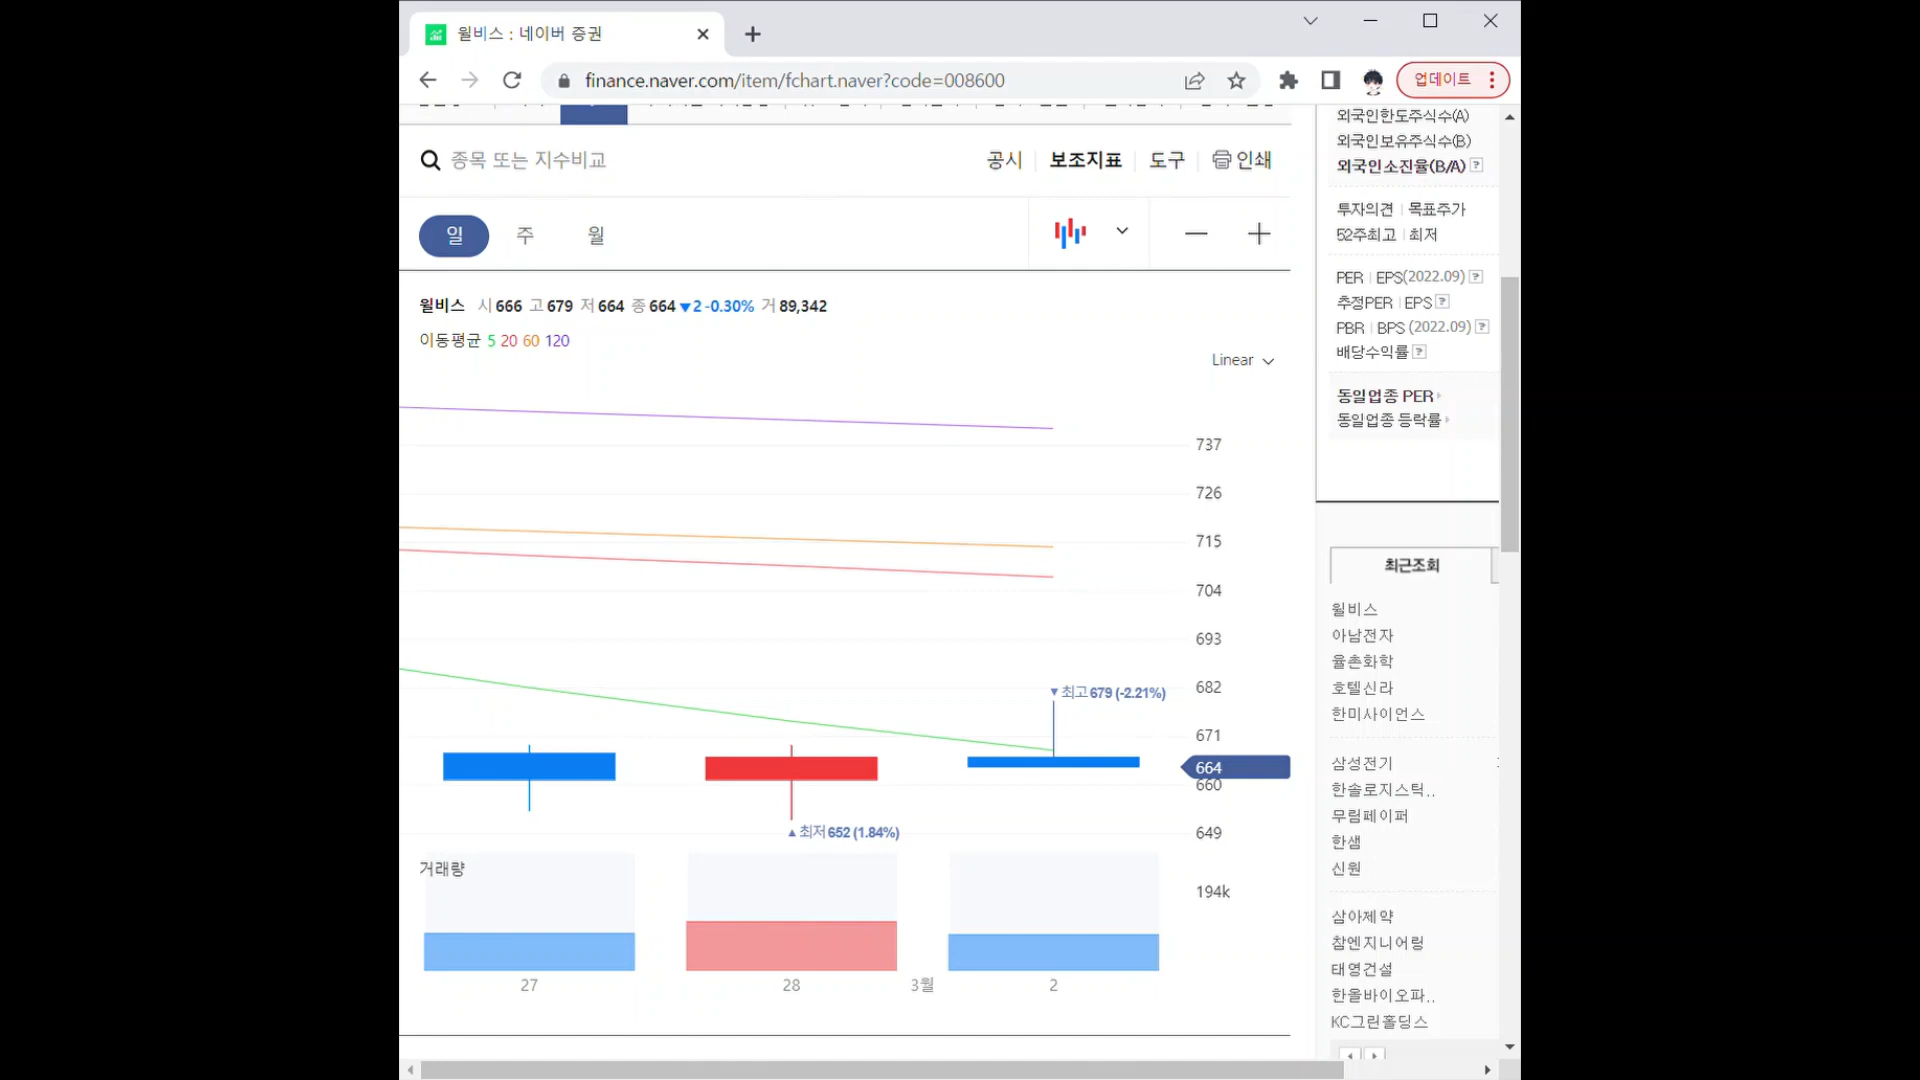 윌비스 : 네이버 증권
finance.naver.com/item/fchart.naver?code=008600
업데이트
종목 또는 지수비교
공시
보조지표
도구
인쇄
일
주
월
윌비스 시 666 고 679 저 664 종 664 ▼2 -0.30% 거 89,342
이동평균 5 20 60 120
Linear
737
726
715
704
693
682
671
664
660
649
▼최고 679 (-2.21%)
▲최저 652 (1.84%)
거래량
194k
27
28
3월
2
외국인한도주식수(A)
외국인보유주식수(B)
외국인소진율(B/A) ?
투자의견 | 목표주가
52주최고 | 최저
PER | EPS(2022.09) ?
추정PER | EPS ?
PBR | BPS (2022.09) ?
배당수익률 ?
동일업종 PER
동일업종 등락률
최근조회
윌비스
아남전자
율촌화학
호텔신라
한미사이언스
삼성전기
한솔로지스틱..
무림페이퍼
한샘
신원
삼아제약
참엔지니어링
태영건설
한올바이오파..
KC그린홀딩스